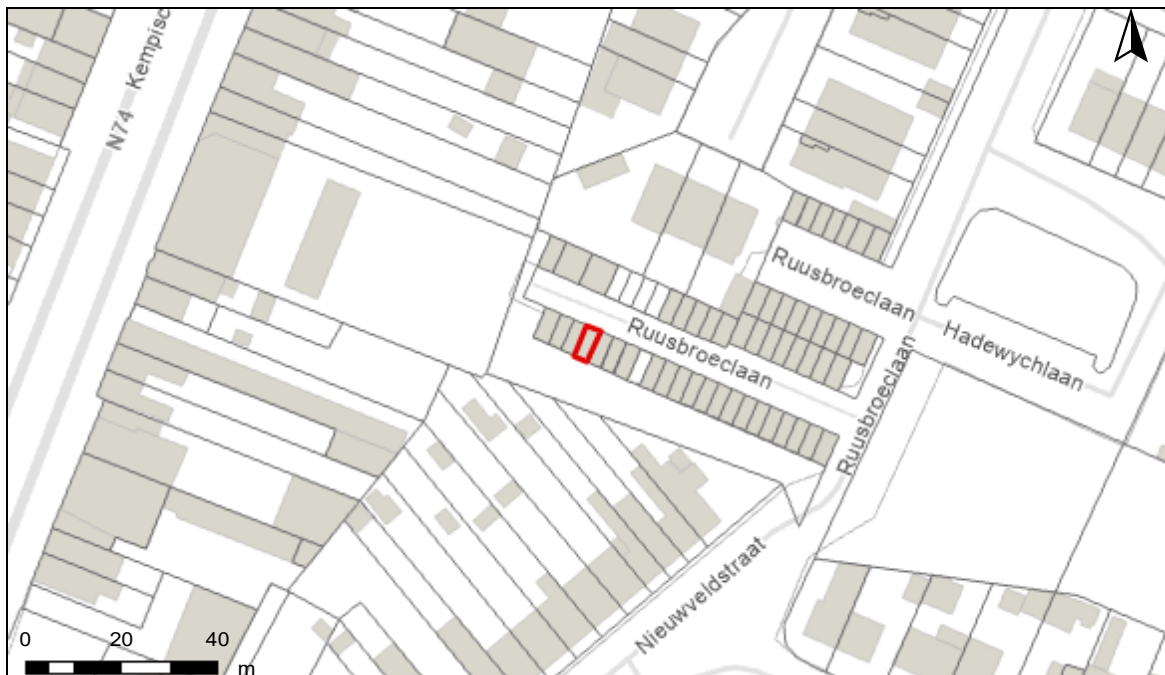 N74 Kempisc
Ruusbroeclaan
Hadewychlaan
Ruusbroeclaan
Ruusbroeclaan
Nieuwveldstraat
0 20 40
m